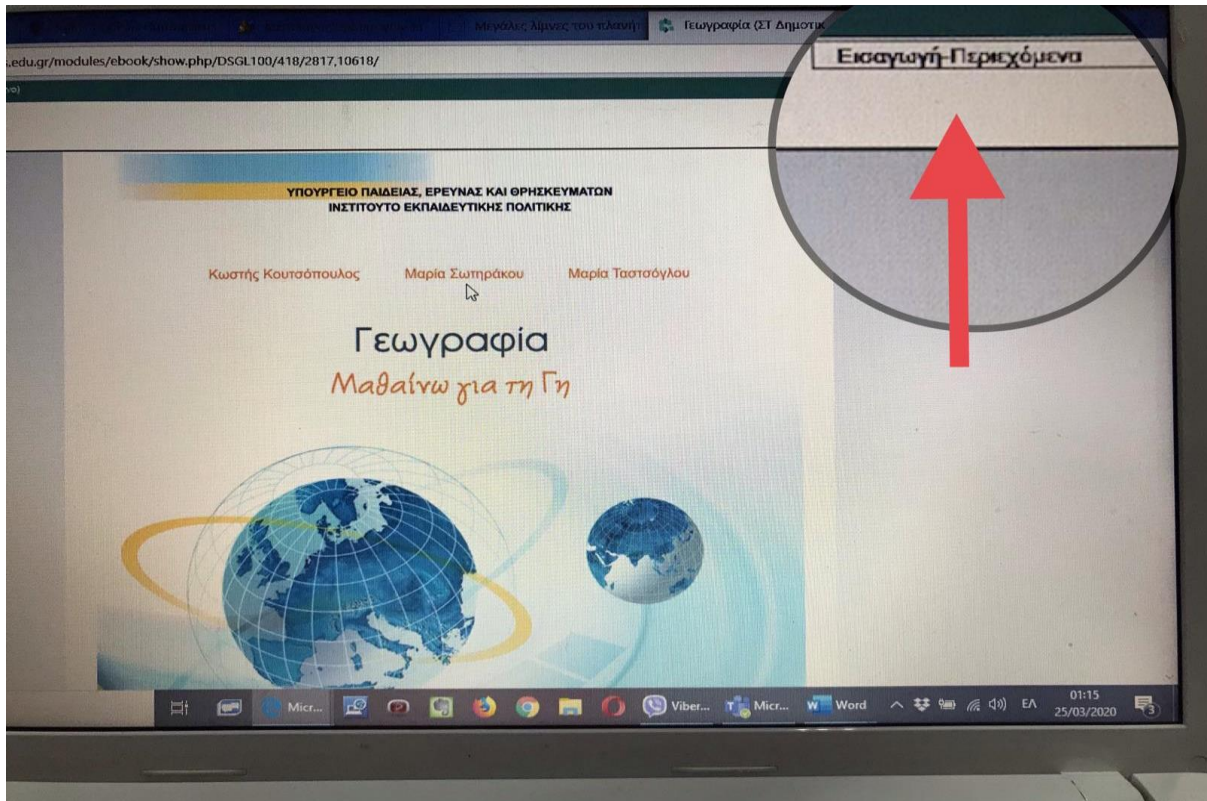 Μεγάλες λίμνες του πλανήτ
Γεωγραφία (ΣΤ Δημοτικ
.edu.gr/modules/ebook/show.php/DSGL100/418/2817,10618/
νο)
Εισαγωγή-Περιεχόμενα
ΥΠΟΥΡΓΕΙΟ ΠΑΙΔΕΙΑΣ, ΕΡΕΥΝΑΣ ΚΑΙ ΘΡΗΣΚΕΥΜΑΤΩΝ
ΙΝΣΤΙΤΟΥΤΟ ΕΚΠΑΙΔΕΥΤΙΚΗΣ ΠΟΛΙΤΙΚΗΣ
Κωστής Κουτσόπουλος Μαρία Σωτηράκου Μαρία Ταστσόγλου
Γεωγραφία
Μαθαίνω για τη Γη
Micr... Viber... Micr... Word ΕΛ 01:15
25/03/2020 3